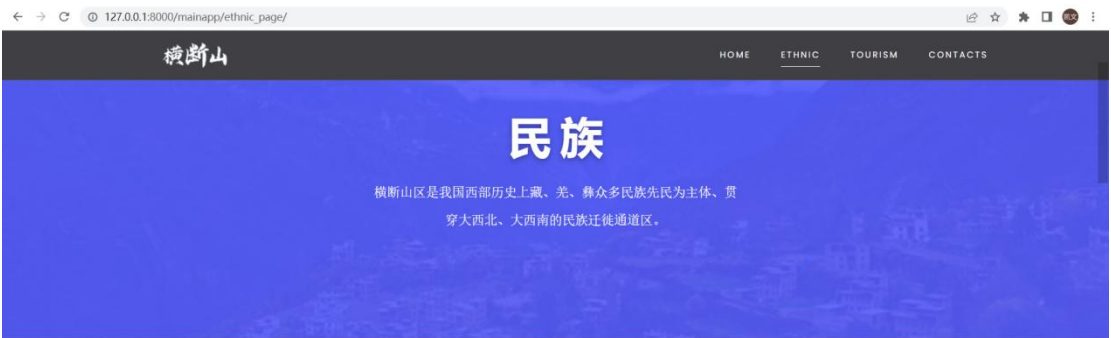 127.0.0.1:8000/mainapp/ethnic_page/
凯文
横断山
HOME ETHNIC TOURISM CONTACTS
民族
横断山区是我国西部历史上藏、羌、彝众多民族先民为主体、贯
穿大西北、大西南的民族迁徙通道区。